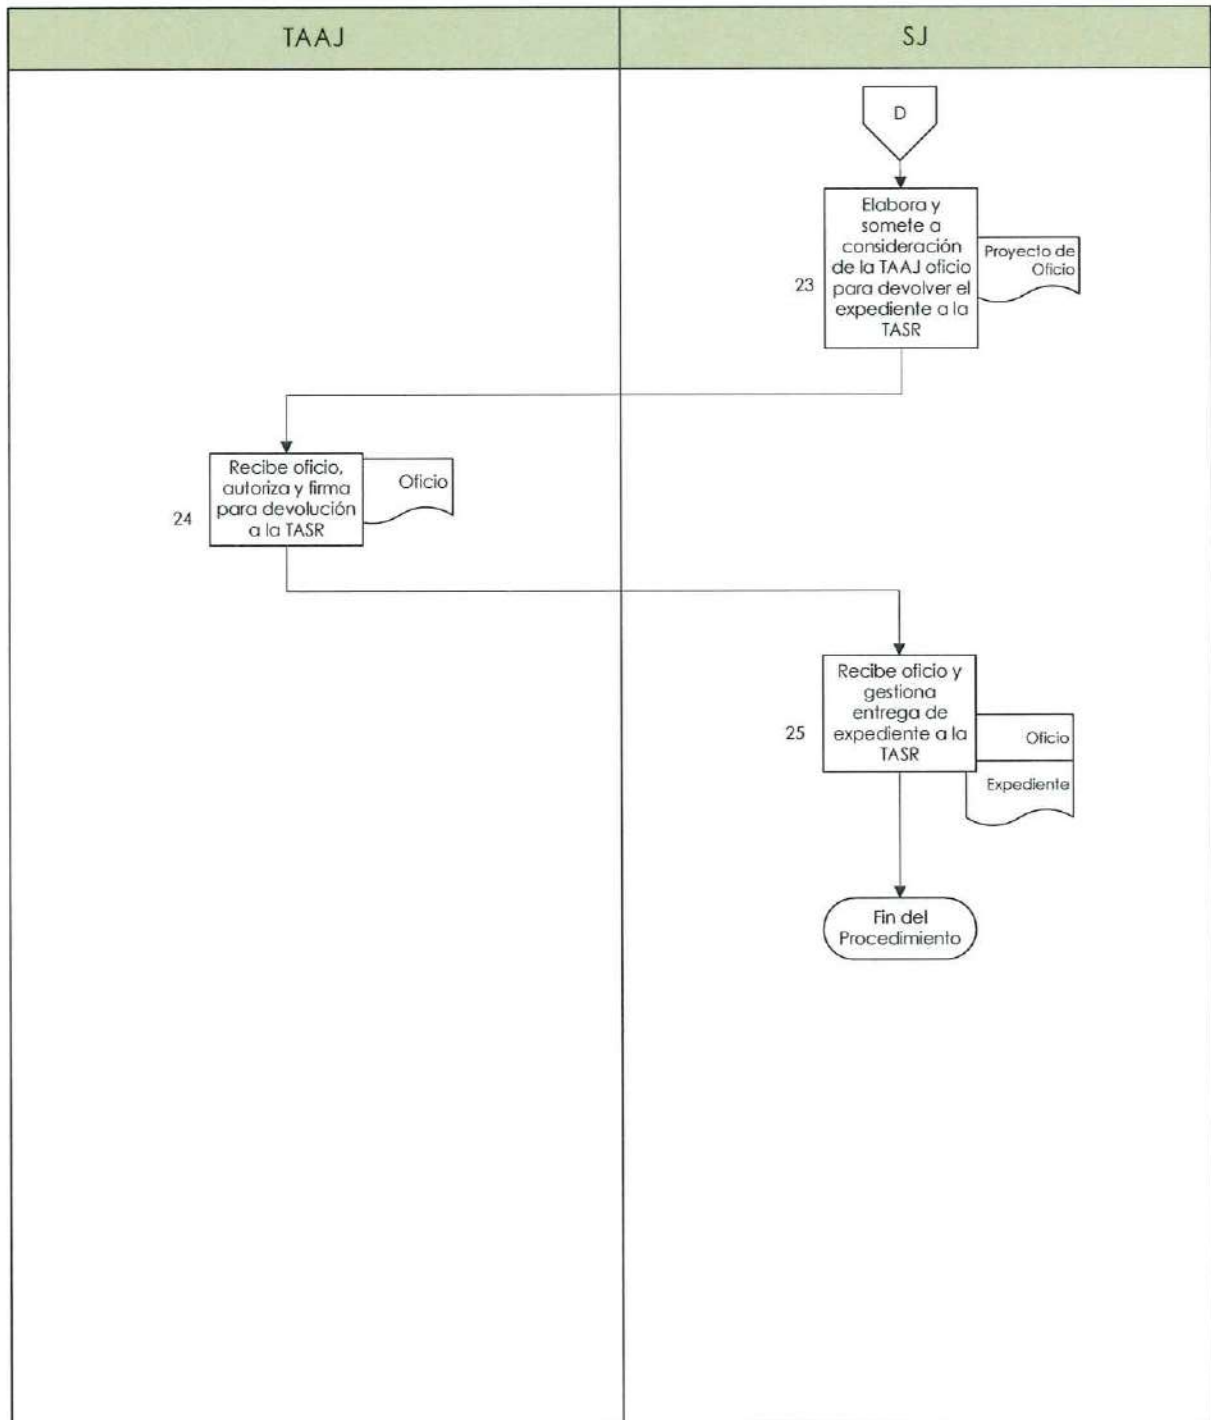 TAAJ
SJ
D
Elabora y
somete a
consideración
de la TAAJ oficio
para devolver el
expediente a la
TASR
23
Proyecto de
Oficio
Recibe oficio,
autoriza y firma
para devolución
a la TASR
24
Oficio
Recibe oficio y
gestiona
entrega de
expediente a la
TASR
25
Oficio
Expediente
Fin del
Procedimiento